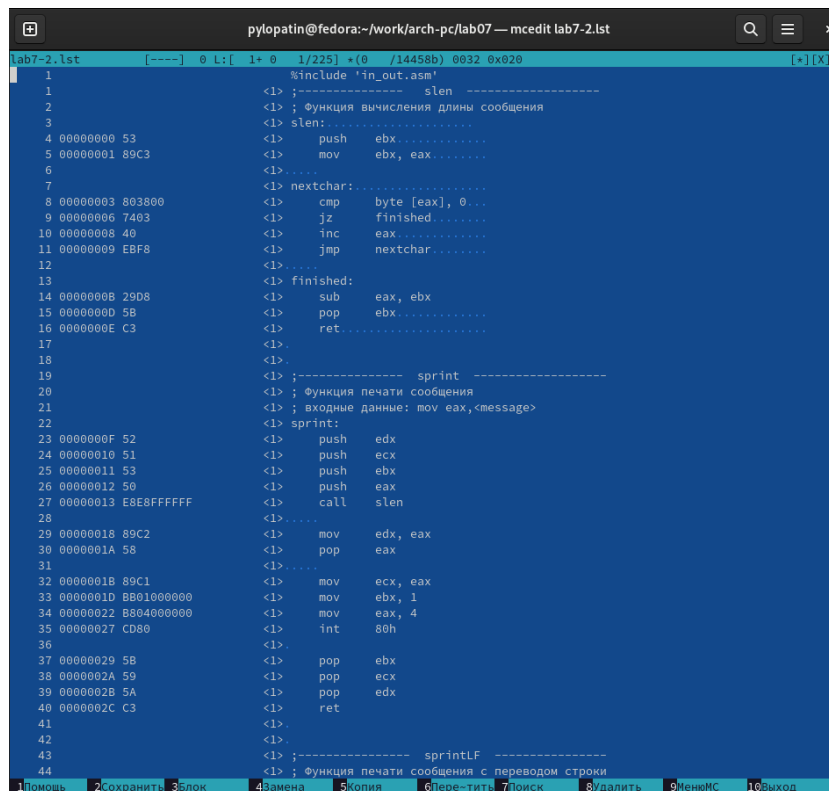 pylopatin@fedora:~/work/arch-pc/lab07 — mcedit lab7-2.lst
lab7-2.lst [----] 0 L:[ 1+ 0 1/225] *(0 /14458b) 0032 0x020 [*][X]
1 %include 'in_out.asm'
1 <1> ;--------------- slen -------------------
2 <1> ; Функция вычисления длины сообщения
3 <1> slen:......................
4 00000000 53 <1> push ebx.............
5 00000001 89C3 <1> mov ebx, eax........
6 <1>.....
7 <1> nextchar:...................
8 00000003 803800 <1> cmp byte [eax], 0...
9 00000006 7403 <1> jz finished........
10 00000008 40 <1> inc eax.............
11 00000009 EBF8 <1> jmp nextchar........
12 <1>.....
13 <1> finished:
14 0000000B 29D8 <1> sub eax, ebx
15 0000000D 5B <1> pop ebx.............
16 0000000E C3 <1> ret......................
17 <1>.
18 <1>.
19 <1> ;--------------- sprint -------------------
20 <1> ; Функция печати сообщения
21 <1> ; входные данные: mov eax,<message>
22 <1> sprint:
23 0000000F 52 <1> push edx
24 00000010 51 <1> push ecx
25 00000011 53 <1> push ebx
26 00000012 50 <1> push eax
27 00000013 E8E8FFFFFF <1> call slen
28 <1>.....
29 00000018 89C2 <1> mov edx, eax
30 0000001A 58 <1> pop eax
31 <1>.....
32 0000001B 89C1 <1> mov ecx, eax
33 0000001D BB01000000 <1> mov ebx, 1
34 00000022 B804000000 <1> mov eax, 4
35 00000027 CD80 <1> int 80h
36 <1>.
37 00000029 5B <1> pop ebx
38 0000002A 59 <1> pop ecx
39 0000002B 5A <1> pop edx
40 0000002C C3 <1> ret
41 <1>.
42 <1>.
43 <1> ;---------------- sprintLF ----------------
44 <1> ; Функция печати сообщения с переводом строки
1Помощь 2Сохранить 3Блок 4Замена 5Копия 6Пере~тить 7Поиск 8Удалить 9МенюMC 10Выход